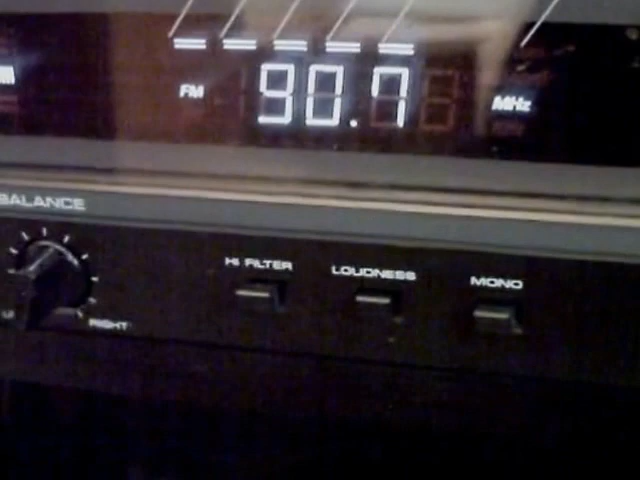 FM 90.7 MHz
BALANCE
HI FILTER
LOUDNESS
MONO
RIGHT